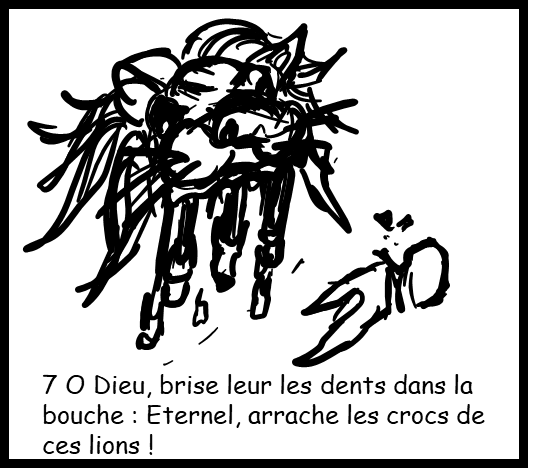 7 O Dieu, brise leur les dents dans la
bouche : Eternel, arrache les crocs de
ces lions !